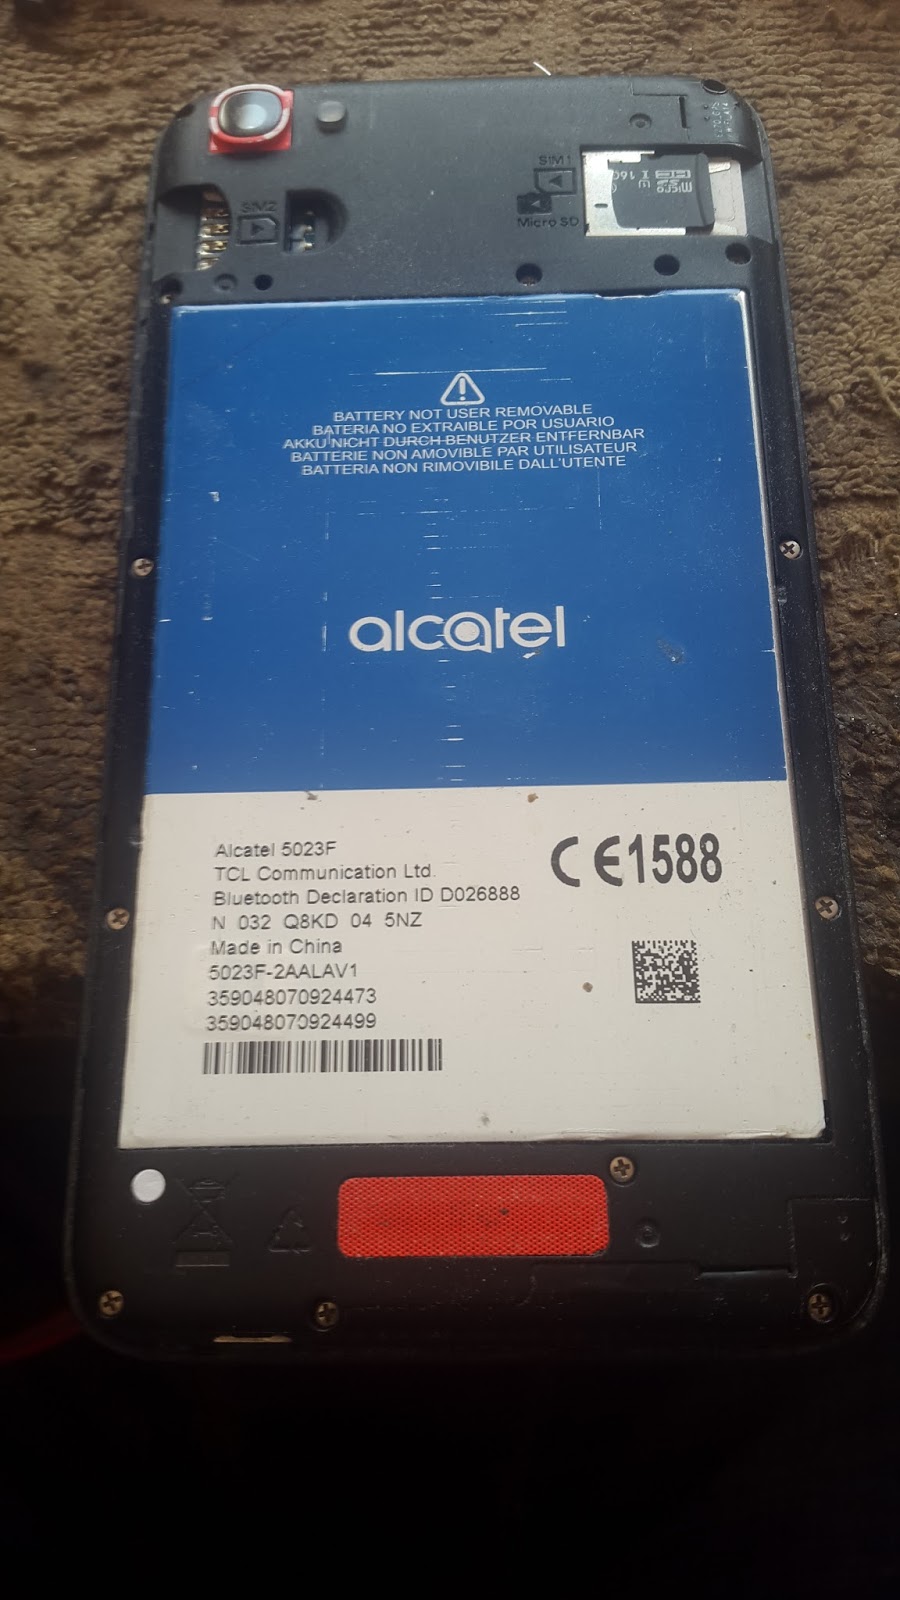 SIM1
SIM2
Micro SD
BATTERY NOT USER REMOVABLE
BATERIA NO EXTRAIBLE POR USUARIO
AKKU NICHT DURCH BENUTZER ENTFERNBAR
BATTERIE NON AMOVIBLE PAR UTILISATEUR
BATTERIA NON RIMOVIBILE DALL'UTENTE
alcatel
Alcatel 5023F
TCL Communication Ltd.
Bluetooth Declaration ID D026888
N 032 Q8KD 04 5NZ
Made in China
5023F-2AALAV1
359048070924473
359048070924499
CE1588